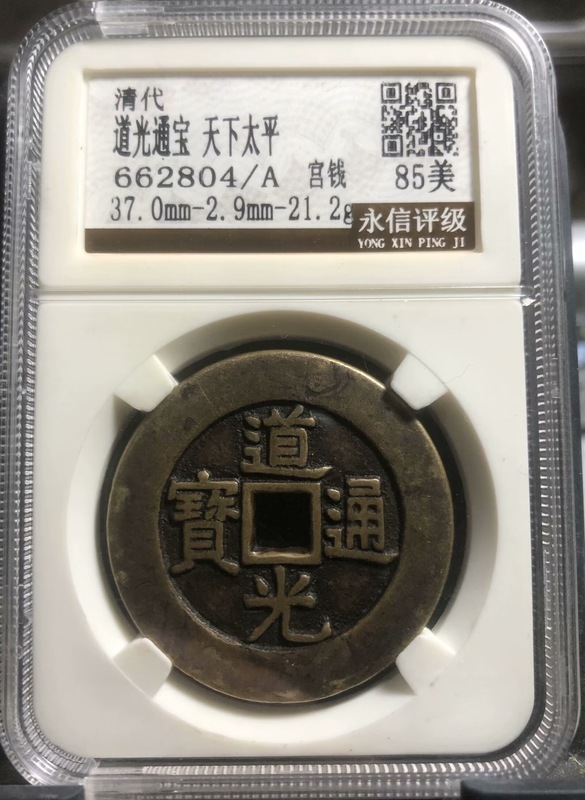 清代
道光通宝 天下太平
662804/A 宫钱 85美
37.0mm-2.9mm-21.2g
永信评级
YONG XIN PING JI
道
寶 通
光